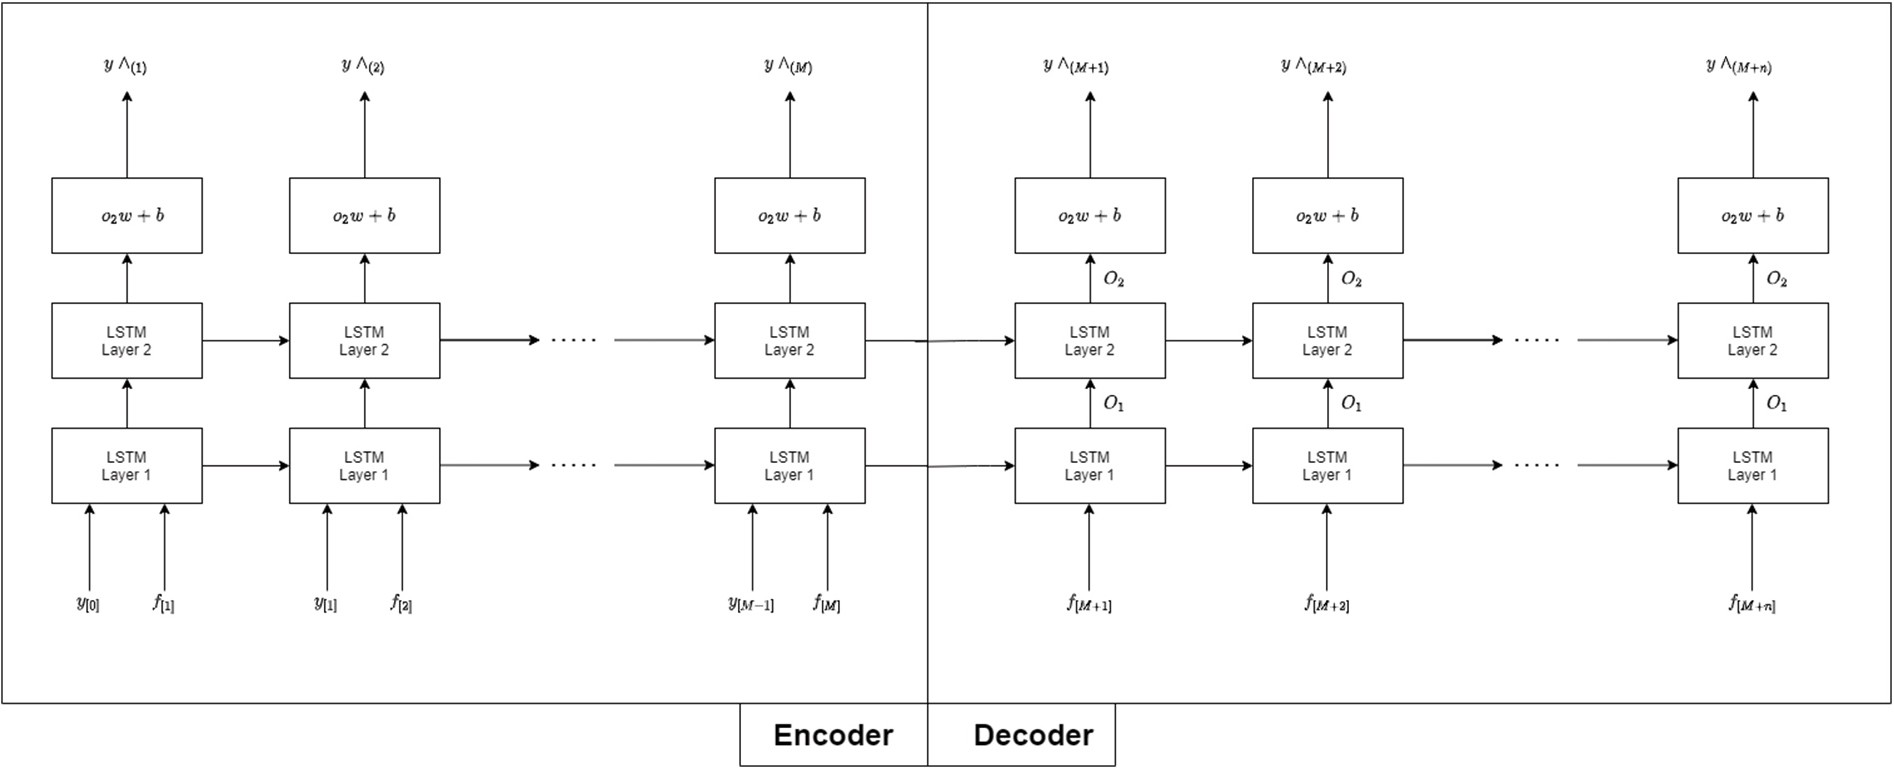 y ∧(1) y ∧(2) y ∧(M) y ∧(M+1) y ∧(M+2) y ∧(M+n)
o₂w + b o₂w + b o₂w + b o₂w + b o₂w + b o₂w + b
O₂ O₂ O₂
LSTM LSTM LSTM LSTM LSTM LSTM
Layer 2 Layer 2 ..... Layer 2 Layer 2 Layer 2 ..... Layer 2
O₁ O₁ O₁
LSTM LSTM LSTM LSTM LSTM LSTM
Layer 1 Layer 1 ..... Layer 1 Layer 1 Layer 1 ..... Layer 1
y[0] f[1] y[1] f[2] y[M−1] f[M] f[M+1] f[M+2] f[M+n]
Encoder Decoder